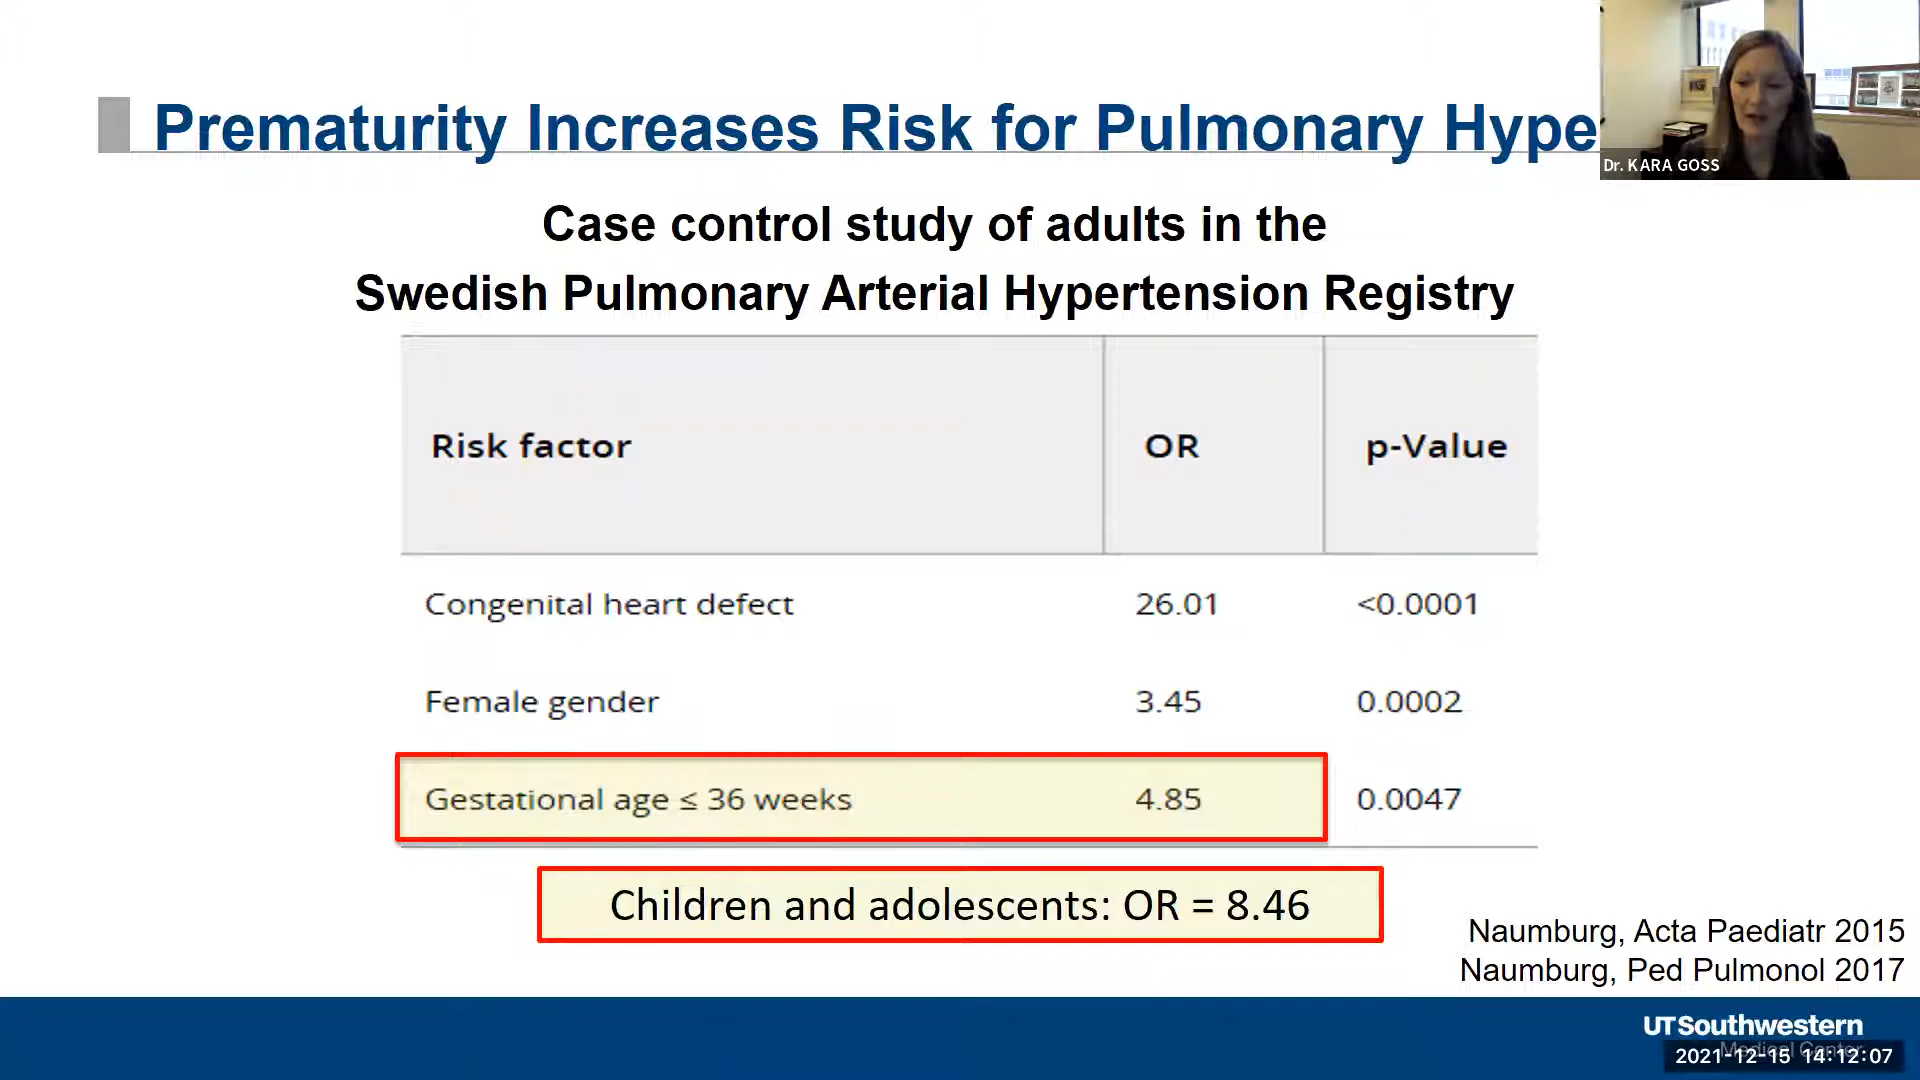 Prematurity Increases Risk for Pulmonary Hype
Dr. KARA GOSS
Case control study of adults in the
Swedish Pulmonary Arterial Hypertension Registry
Risk factor OR p-Value
Congenital heart defect 26.01 <0.0001
Female gender 3.45 0.0002
Gestational age ≤ 36 weeks 4.85 0.0047
Children and adolescents: OR = 8.46
Naumburg, Acta Paediatr 2015
Naumburg, Ped Pulmonol 2017
UTSouthwestern
Medical Center
2021-12-15 14:12:07